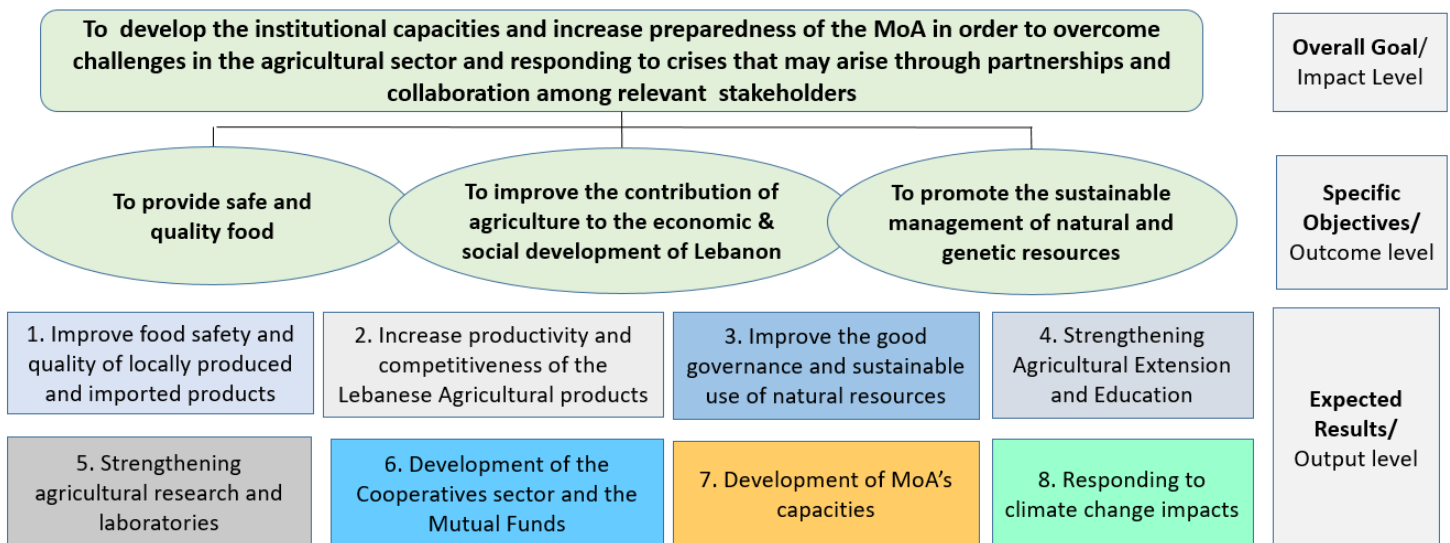 To develop the institutional capacities and increase preparedness of the MoA in order to overcome
challenges in the agricultural sector and responding to crises that may arise through partnerships and
collaboration among relevant stakeholders
Overall Goal/
Impact Level
To provide safe and
quality food
To improve the contribution of
agriculture to the economic &
social development of Lebanon
To promote the sustainable
management of natural and
genetic resources
Specific
Objectives/
Outcome level
1. Improve food safety and
quality of locally produced
and imported products
2. Increase productivity and
competitiveness of the
Lebanese Agricultural products
3. Improve the good
governance and sustainable
use of natural resources
4. Strengthening
Agricultural Extension
and Education
Expected
Results/
Output level
5. Strengthening
agricultural research and
laboratories
6. Development of the
Cooperatives sector and the
Mutual Funds
7. Development of MoA's
capacities
8. Responding to
climate change impacts